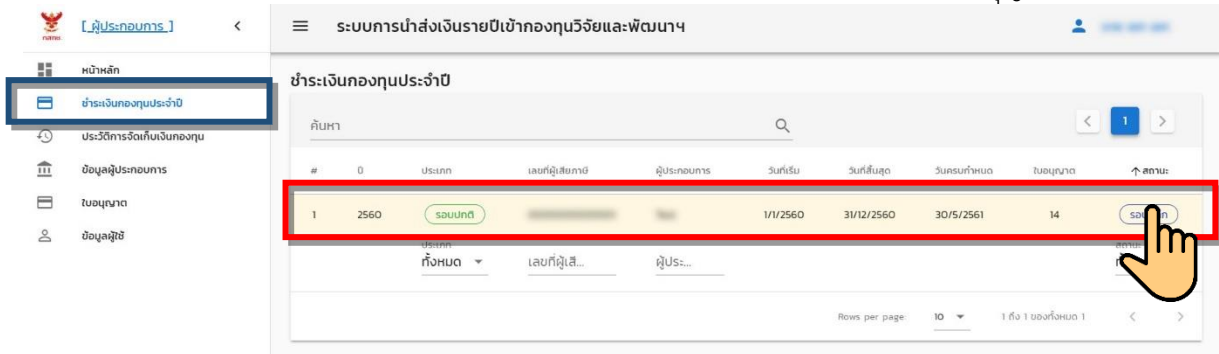 [ ผู้ประกอบการ ]
ระบบการนำส่งเงินรายปีเข้ากองทุนวิจัยและพัฒนาฯ
กสทช.
หน้าหลัก
ชำระเงินกองทุนประจำปี
ประวัติการจัดเก็บเงินกองทุน
ข้อมูลผู้ประกอบการ
ใบอนุญาต
ข้อมูลผู้ใช้
ชำระเงินกองทุนประจำปี
ค้นหา
1
# ปี ประเภท เลขที่ผู้เสียภาษี ผู้ประกอบการ วันที่เริ่ม วันที่สิ้นสุด วันครบกำหนด ใบอนุญาต สถานะ
1 2560 รอบปกติ 1/1/2560 31/12/2560 30/5/2561 14
ประเภท
ทั้งหมด เลขที่ผู้เสี... ผู้ประ...
Rows per page: 10 1 ถึง 1 ของทั้งหมด 1